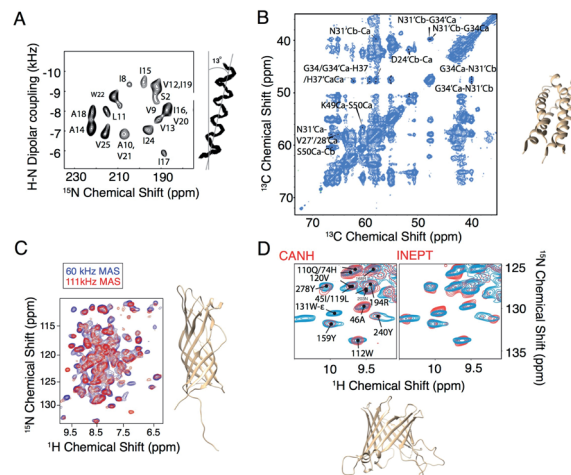 A
H-N Dipolar coupling (kHz)
-10
-9
-8
-7
-6
I8
I15
V12,I19
W22
S2
V9
I16,
V20
A18
L11
V13
A14
V25
A10,
V21
I24
I17
230
210
190
15N Chemical Shift (ppm)
13°
B
13C Chemical Shift (ppm)
40
50
60
70
N31'Cb-G34'Ca
N31'Cb-Ca
N31'Cb-G34Ca
D24'Cb-Ca
G34/G34'Ca-H37
/H37'CaCa
G34Ca-N31'Cb
G34'Ca-N31'Cb
K49Ca-S50Ca
N31'Ca-
V27'/28'Ca
S50Ca-Cb
70
60
50
40
13C Chemical Shift (ppm)
C
60 kHz MAS
111kHz MAS
15N Chemical Shift (ppm)
110
115
120
125
130
9.5
8.5
7.5
6.5
1H Chemical Shift (ppm)
D
CANH
INEPT
110Q/74H
120V
278Y
45I/119L
131W-ε
194R
46A
159Y
240Y
112W
125
130
135
15N Chemical Shift (ppm)
10
9.5
10
9.5
1H Chemical Shift (ppm)